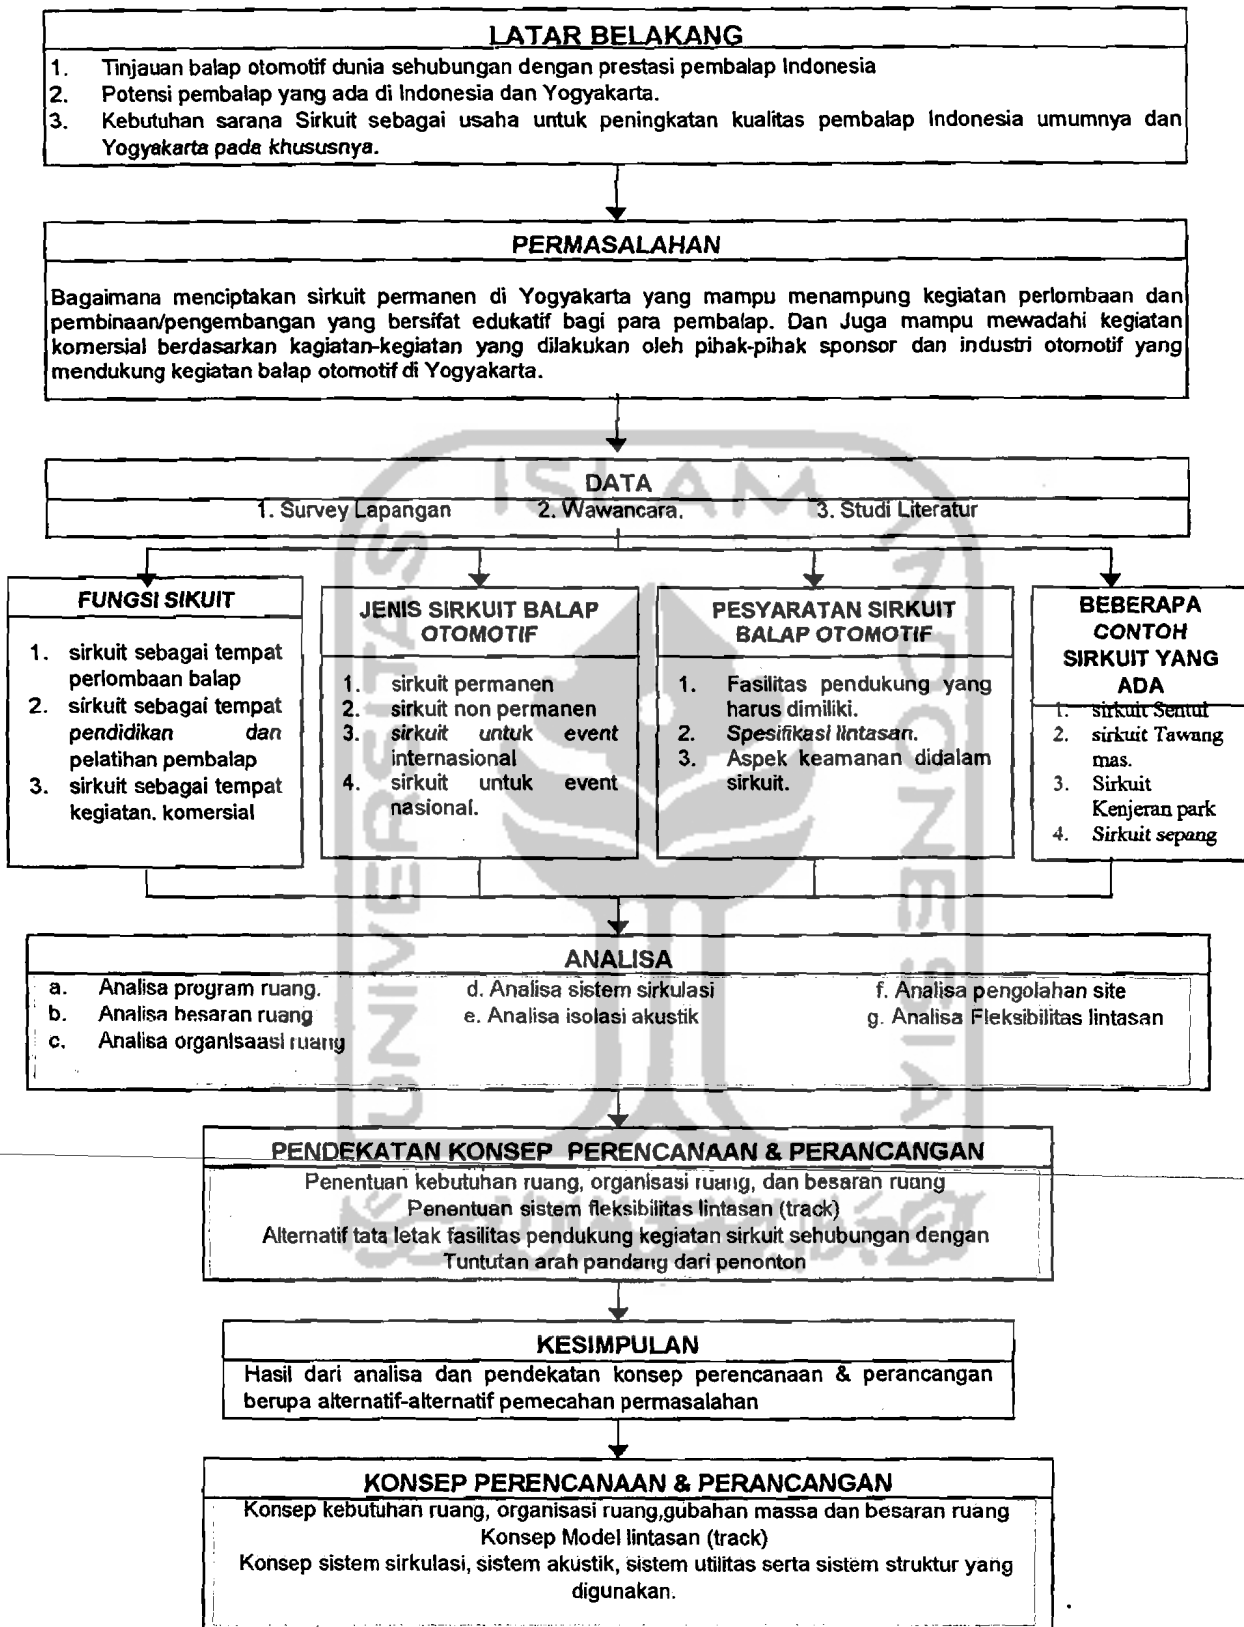 LATAR BELAKANG
1. Tinjauan balap otomotif dunia sehubungan dengan prestasi pembalap Indonesia
2. Potensi pembalap yang ada di Indonesia dan Yogyakarta.
3. Kebutuhan sarana Sirkuit sebagai usaha untuk peningkatan kualitas pembalap Indonesia umumnya dan
Yogyakarta pada khususnya.
PERMASALAHAN
Bagaimana menciptakan sirkuit permanen di Yogyakarta yang mampu menampung kegiatan perlombaan dan
pembinaan/pengembangan yang bersifat edukatif bagi para pembalap. Dan Juga mampu mewadahi kegiatan
komersial berdasarkan kagiatan-kegiatan yang dilakukan oleh pihak-pihak sponsor dan industri otomotif yang
mendukung kegiatan balap otomotif di Yogyakarta.
DATA
1. Survey Lapangan 2. Wawancara. 3. Studi Literatur
FUNGSI SIKUIT
1. sirkuit sebagai tempat
perlombaan balap
2. sirkuit sebagai tempat
pendidikan dan
pelatihan pembalap
3. sirkuit sebagai tempat
kegiatan. komersial
JENIS SIRKUIT BALAP
OTOMOTIF
1. sirkuit permanen
2. sirkuit non permanen
3. sirkuit untuk event
internasional
4. sirkuit untuk event
nasional.
PESYARATAN SIRKUIT
BALAP OTOMOTIF
1. Fasilitas pendukung yang
harus dimiliki.
2. Spesifikasi lintasan.
3. Aspek keamanan didalam
sirkuit.
BEBERAPA
CONTOH
SIRKUIT YANG
ADA
1. sirkuit Sentul
2. sirkuit Tawang
mas.
3. Sirkuit
Kenjeran park
4. Sirkuit sepang
ANALISA
a. Analisa program ruang. d. Analisa sistem sirkulasi f. Analisa pengolahan site
b. Analisa besaran ruang e. Analisa isolasi akustik g. Analisa Fleksibilitas lintasan
c. Analisa organisaasi ruang
PENDEKATAN KONSEP PERENCANAAN & PERANCANGAN
Penentuan kebutuhan ruang, organisasi ruang, dan besaran ruang
Penentuan sistem fleksibilitas lintasan (track)
Alternatif tata letak fasilitas pendukung kegiatan sirkuit sehubungan dengan
Tuntutan arah pandang dari penonton
KESIMPULAN
Hasil dari analisa dan pendekatan konsep perencanaan & perancangan
berupa alternatif-alternatif pemecahan permasalahan
KONSEP PERENCANAAN & PERANCANGAN
Konsep kebutuhan ruang, organisasi ruang,gubahan massa dan besaran ruang
Konsep Model lintasan (track)
Konsep sistem sirkulasi, sistem akustik, sistem utilitas serta sistem struktur yang
digunakan.
UNIVERSITAS
ISLAM
INDONESIA